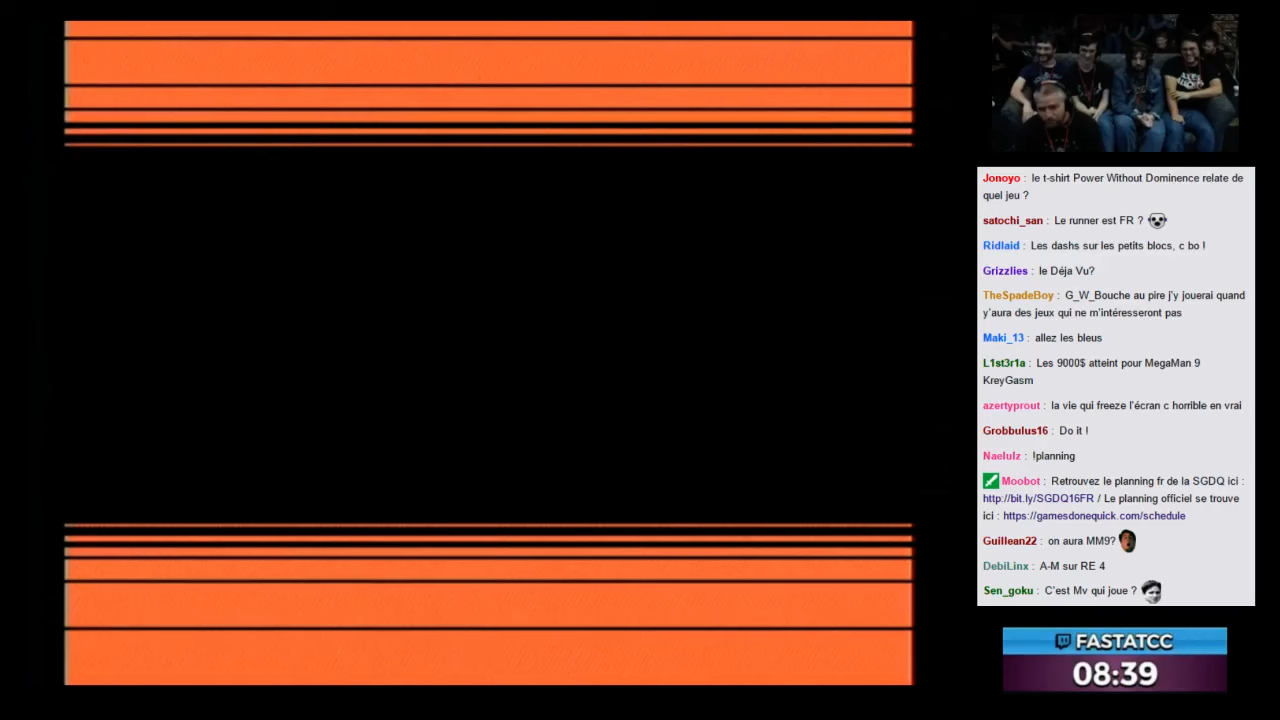 Jonoyo : le t-shirt Power Without Dominence relate de
quel jeu ?
satochi_san : Le runner est FR ?
Ridlaid : Les dashs sur les petits blocs, c bo !
Grizzlies : le Déja Vu?
TheSpadeBoy : G_W_Bouche au pire j'y jouerai quand
y'aura des jeux qui ne m'intéresseront pas
Maki_13 : allez les bleus
L1st3r1a : Les 9000$ atteint pour MegaMan 9
KreyGasm
azertyprout : la vie qui freeze l'écran c horrible en vrai
Grobbulus16 : Do it !
Naelulz : !planning
Moobot : Retrouvez le planning fr de la SGDQ ici :
http://bit.ly/SGDQ16FR / Le planning officiel se trouve
ici : https://gamesdonequick.com/schedule
Guillean22 : on aura MM9?
DebiLinx : A-M sur RE 4
Sen_goku : C'est Mv qui joue ?
FASTATCC
08:39